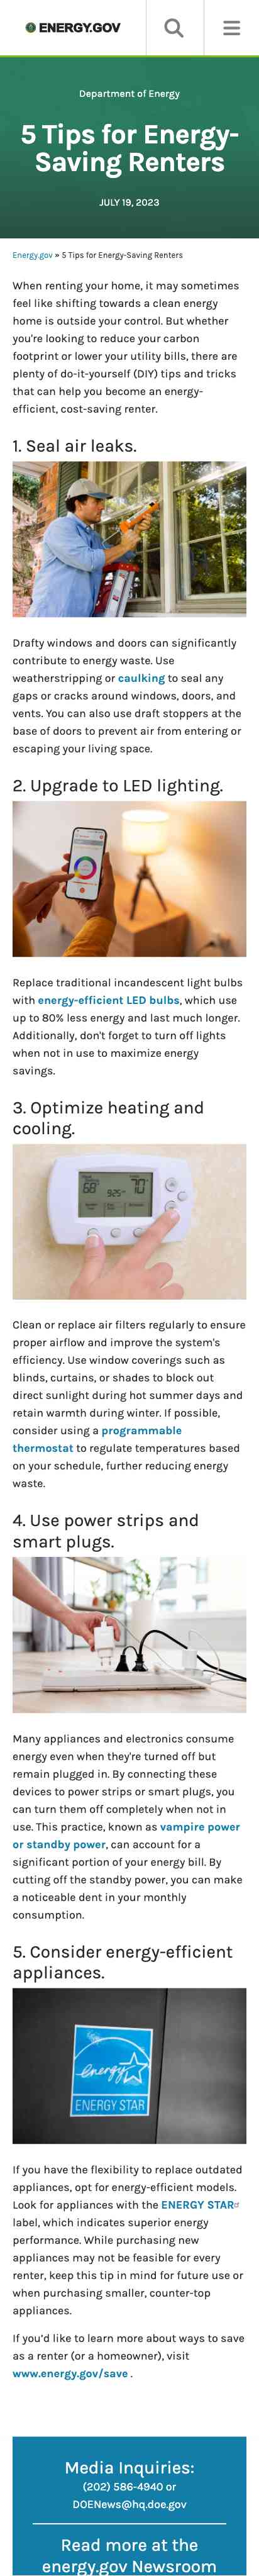 ENERGY.GOV
Department of Energy
5 Tips for Energy-
Saving Renters
JULY 19, 2023
Energy.gov » 5 Tips for Energy-Saving Renters
When renting your home, it may sometimes
feel like shifting towards a clean energy
home is outside your control. But whether
you're looking to reduce your carbon
footprint or lower your utility bills, there are
plenty of do-it-yourself (DIY) tips and tricks
that can help you become an energy-
efficient, cost-saving renter.
1. Seal air leaks.
Drafty windows and doors can significantly
contribute to energy waste. Use
weatherstripping or caulking to seal any
gaps or cracks around windows, doors, and
vents. You can also use draft stoppers at the
base of doors to prevent air from entering or
escaping your living space.
2. Upgrade to LED lighting.
Replace traditional incandescent light bulbs
with energy-efficient LED bulbs, which use
up to 80% less energy and last much longer.
Additionally, don't forget to turn off lights
when not in use to maximize energy
savings.
3. Optimize heating and
cooling.
68° 9:25 70°
Clean or replace air filters regularly to ensure
proper airflow and improve the system's
efficiency. Use window coverings such as
blinds, curtains, or shades to block out
direct sunlight during hot summer days and
retain warmth during winter. If possible,
consider using a programmable
thermostat to regulate temperatures based
on your schedule, further reducing energy
waste.
4. Use power strips and
smart plugs.
Many appliances and electronics consume
energy even when they're turned off but
remain plugged in. By connecting these
devices to power strips or smart plugs, you
can turn them off completely when not in
use. This practice, known as vampire power
or standby power, can account for a
significant portion of your energy bill. By
cutting off the standby power, you can make
a noticeable dent in your monthly
consumption.
5. Consider energy-efficient
appliances.
energy
ENERGY STAR
If you have the flexibility to replace outdated
appliances, opt for energy-efficient models.
Look for appliances with the ENERGY STAR
label, which indicates superior energy
performance. While purchasing new
appliances may not be feasible for every
renter, keep this tip in mind for future use or
when purchasing smaller, counter-top
appliances.
If you'd like to learn more about ways to save
as a renter (or a homeowner), visit
www.energy.gov/save .
Media Inquiries:
(202) 586-4940 or
DOENews@hq.doe.gov
Read more at the
energy.gov Newsroom